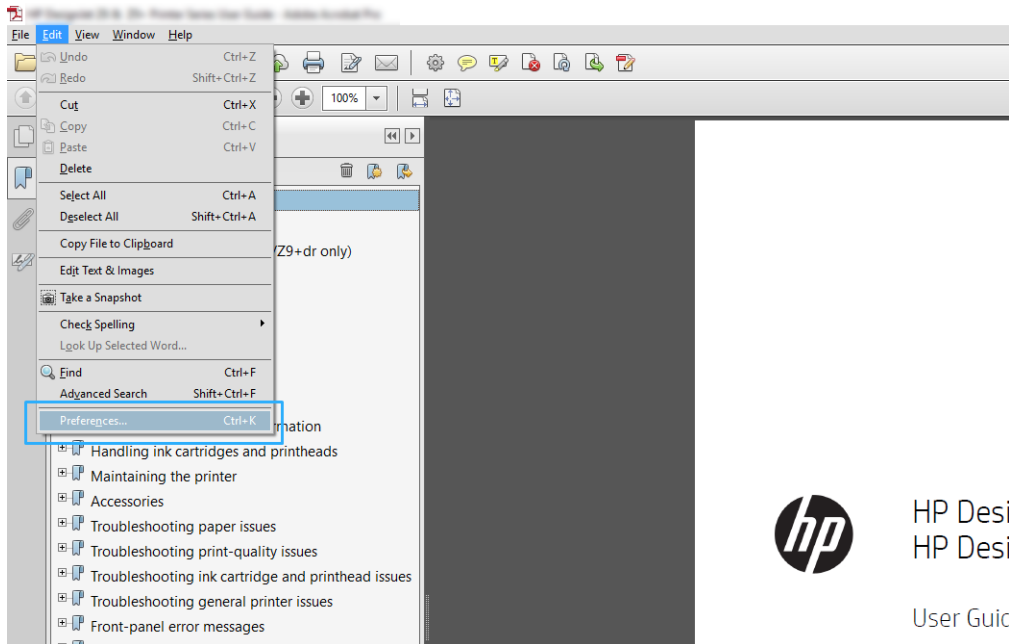 File Edit View Window Help
Undo Ctrl+Z
Redo Shift+Ctrl+Z
Cut Ctrl+X
Copy Ctrl+C
Paste Ctrl+V
Delete
Select All Ctrl+A
Deselect All Shift+Ctrl+A
Copy File to Clipboard
Edit Text & Images
Take a Snapshot
Check Spelling
Look Up Selected Word...
Find Ctrl+F
Advanced Search Shift+Ctrl+F
Preferences... Ctrl+K
100%
/Z9+dr only)
rmation
Handling ink cartridges and printheads
Maintaining the printer
Accessories
Troubleshooting paper issues
Troubleshooting print-quality issues
Troubleshooting ink cartridge and printhead issues
Troubleshooting general printer issues
Front-panel error messages
hp
HP Desi
HP Desi
User Guid